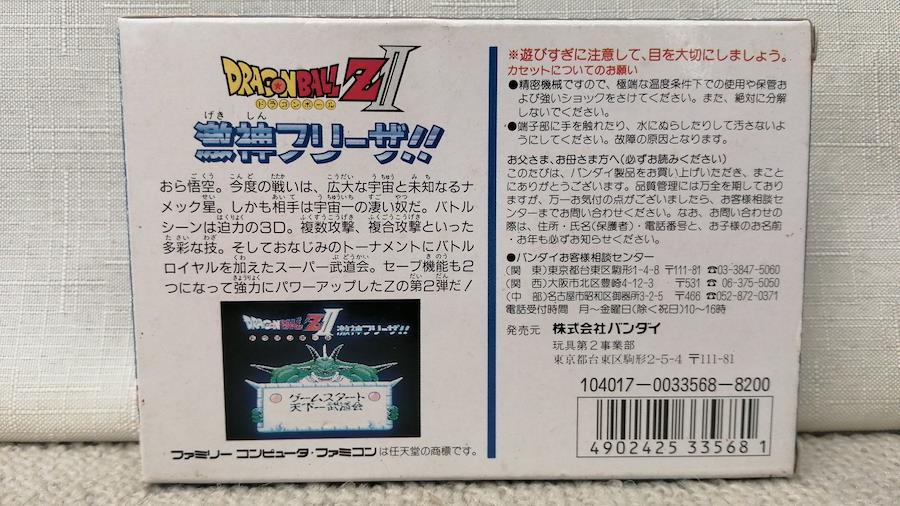 DRAGON BALL Z II
ドラゴンボール
げき しん
激神フリーザ!!
おら悟空。今度の戦いは、広大な宇宙と未知なるナ
メック星。しかも相手は宇宙一の凄い奴だ。バトル
シーンは迫力の3D。複数攻撃、複合攻撃といった
多彩な技。そしておなじみのトーナメントにバトル
ロイヤルを加えたスーパー武道会。セーブ機能も2
つになって強力にパワーアップしたZの第2弾だ!
DRAGON BALL Z II 激神フリーザ!!
ドラゴンボール
ゲームスタート
天下一武道会
ファミリー コンピュータ・ファミコンは任天堂の商標です。
※遊びすぎに注意して、目を大切にしましょう。
カセットについてのお願い
●精密機械ですので、極端な温度条件下での使用や保管お
よび強いショックをさけてください。また、絶対に分解
しないでください。
●端子部に手を触れたり、水にぬらしたりして汚さないよ
うにしてください。故障の原因となります。
お父さま、お母さま方へ(必ずお読みください)
このたびは、バンダイ製品をお買い上げいただき、まこ
とにありがとうございます。品質管理には万全を期しており
ますが、万一お気付の点がございましたら、お客様相談セ
ンターまでお問い合わせください。なお、お問い合わせの
際は、住所・氏名(保護者)・電話番号と、お子様のお名前
・お年も必ずお知らせください。
●バンダイお客様相談センター
(関 東)東京都台東区駒形1-4-8 〒111-81 ☎03-3847-5060
(関 西)大阪市北区豊崎4-12-3 〒531 ☎06-375-5050
(中 部)名古屋市昭和区御器所3-2-5 〒466 ☎052-872-0371
電話受付時間 月〜金曜日(除く祝日)10〜16時
発売元 株式会社バンダイ
玩具第2事業部
東京都台東区駒形2-5-4 〒111-81
104017-0033568-8200
4902425335681